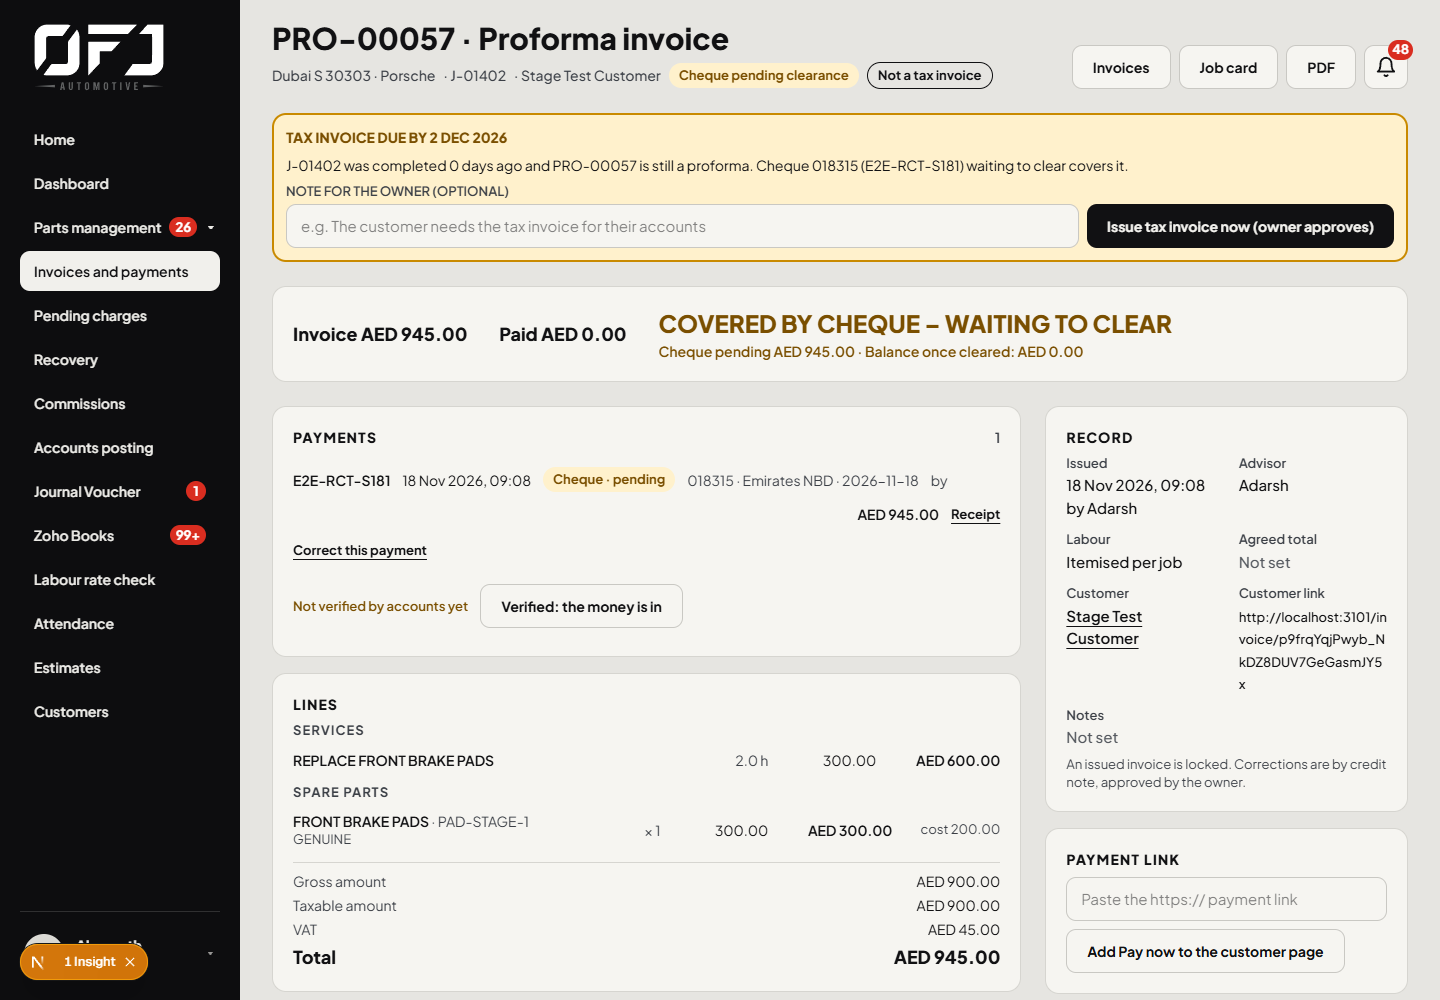 OFJ
AUTOMOTIVE
Home
Dashboard
Parts management 26
Invoices and payments
Pending charges
Recovery
Commissions
Accounts posting
Journal Voucher 1
Zoho Books 99+
Labour rate check
Attendance
Estimates
Customers
N 1 Insight
PRO-00057 · Proforma invoice
Dubai S 30303 · Porsche · J-01402 · Stage Test Customer Cheque pending clearance Not a tax invoice
Invoices Job card PDF 48
TAX INVOICE DUE BY 2 DEC 2026
J-01402 was completed 0 days ago and PRO-00057 is still a proforma. Cheque 018315 (E2E-RCT-S181) waiting to clear covers it.
NOTE FOR THE OWNER (OPTIONAL)
e.g. The customer needs the tax invoice for their accounts Issue tax invoice now (owner approves)
Invoice AED 945.00 Paid AED 0.00 COVERED BY CHEQUE – WAITING TO CLEAR
Cheque pending AED 945.00 · Balance once cleared: AED 0.00
PAYMENTS 1
E2E-RCT-S181 18 Nov 2026, 09:08 Cheque · pending 018315 · Emirates NBD · 2026-11-18 by
AED 945.00 Receipt
Correct this payment
Not verified by accounts yet Verified: the money is in
LINES
SERVICES
REPLACE FRONT BRAKE PADS 2.0 h 300.00 AED 600.00
SPARE PARTS
FRONT BRAKE PADS · PAD-STAGE-1
GENUINE × 1 300.00 AED 300.00 cost 200.00
Gross amount AED 900.00
Taxable amount AED 900.00
VAT AED 45.00
Total AED 945.00
RECORD
Issued
18 Nov 2026, 09:08
by Adarsh
Advisor
Adarsh
Labour
Itemised per job
Agreed total
Not set
Customer
Stage Test
Customer
Customer link
http://localhost:3101/in
voice/p9frqYqjPwyb_N
kDZ8DUV7GeGasmJY5
x
Notes
Not set
An issued invoice is locked. Corrections are by credit
note, approved by the owner.
PAYMENT LINK
Paste the https:// payment link
Add Pay now to the customer page